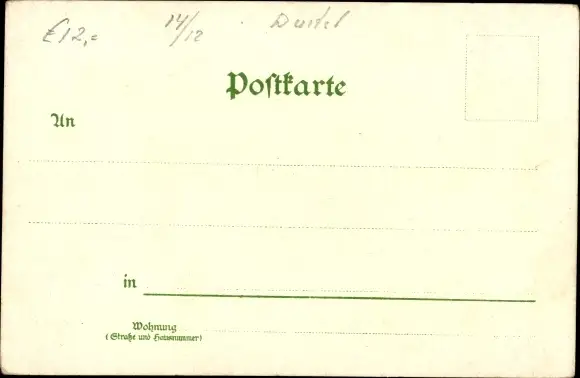 €12,= 14/12
Postkarte
An
in
Wohnung
(Straße und Hausnummer)